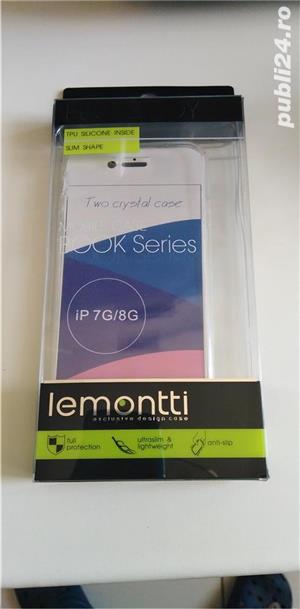 publi24.ro
TPU SILICONE INSIDE
SLIM SHAPE
Two crystal case
BOOK Series
iP 7G/8G
lemontti
exclusive design case
full
protection
ultraslim &
lightweight
anti-slip